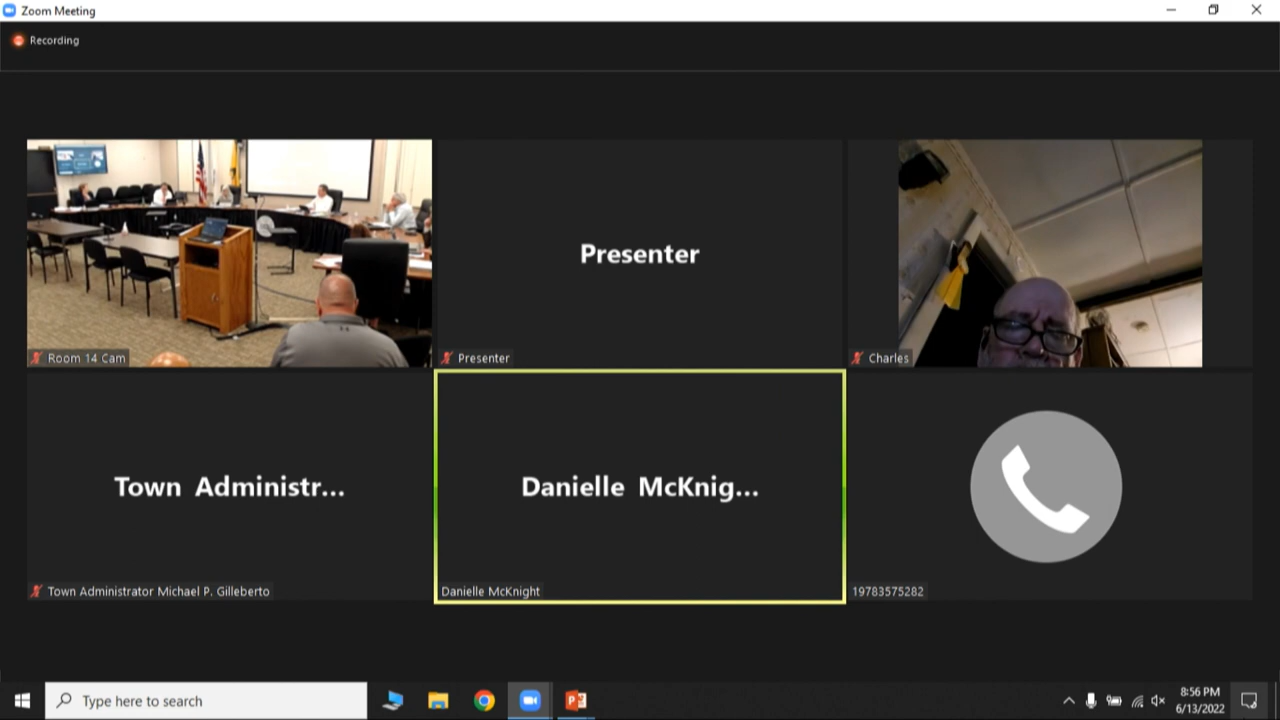 Zoom Meeting
Recording
Room 14 Cam
Presenter
Presenter
Charles
Town Administr...
Town Administrator Michael P. Gilleberto
Danielle McKnig...
Danielle McKnight
19783575282
Type here to search
8:56 PM
6/13/2022